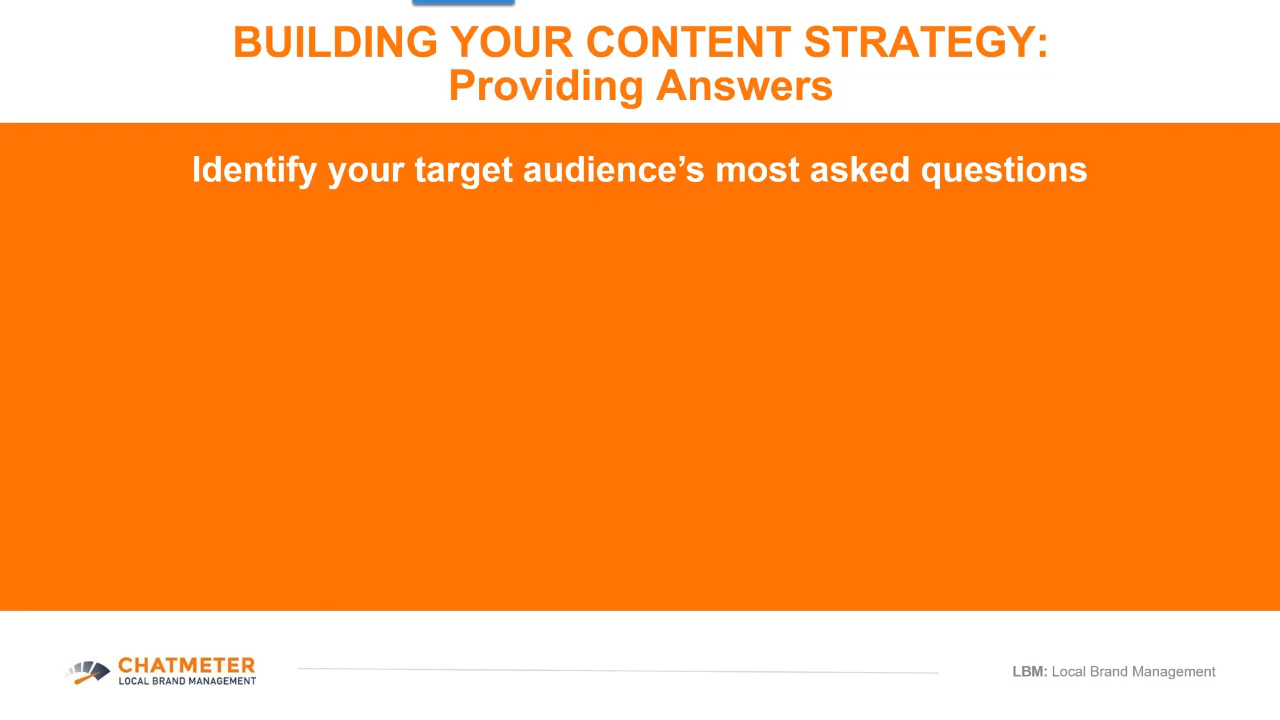 BUILDING YOUR CONTENT STRATEGY:
Providing Answers
Identify your target audience’s most asked questions
CHATMETER
LOCAL BRAND MANAGEMENT
LBM: Local Brand Management